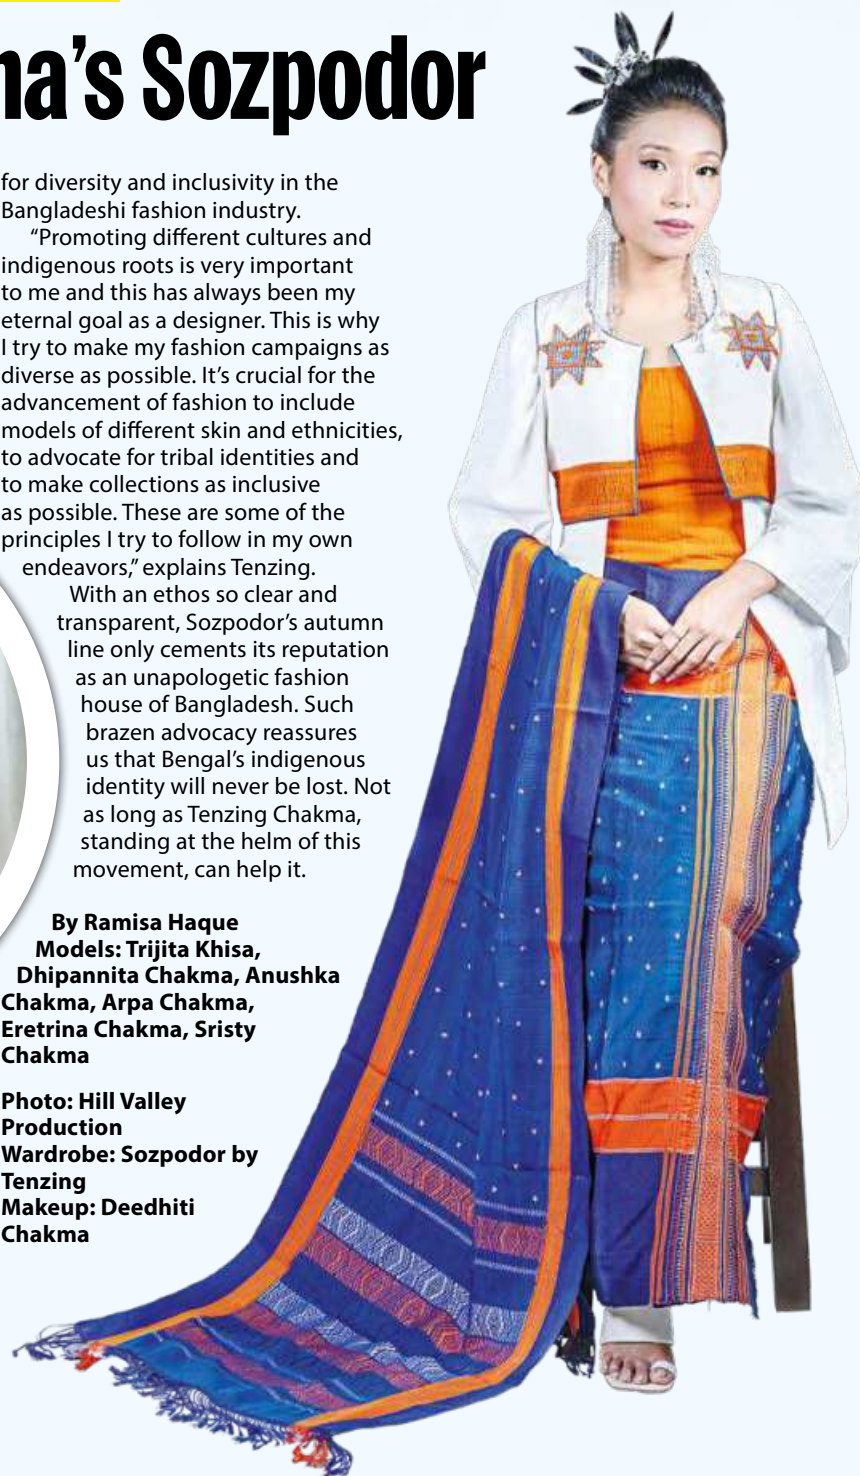 na’s Sozpodor
for diversity and inclusivity in the
Bangladeshi fashion industry.
“Promoting different cultures and
indigenous roots is very important
to me and this has always been my
eternal goal as a designer. This is why
I try to make my fashion campaigns as
diverse as possible. It’s crucial for the
advancement of fashion to include
models of different skin and ethnicities,
to advocate for tribal identities and
to make collections as inclusive
as possible. These are some of the
principles I try to follow in my own
endeavors,” explains Tenzing.
With an ethos so clear and
transparent, Sozpodor’s autumn
line only cements its reputation
as an unapologetic fashion
house of Bangladesh. Such
brazen advocacy reassures
us that Bengal’s indigenous
identity will never be lost. Not
as long as Tenzing Chakma,
standing at the helm of this
movement, can help it.
By Ramisa Haque
Models: Trijita Khisa,
Dhipannita Chakma, Anushka
Chakma, Arpa Chakma,
Eretrina Chakma, Sristy
Chakma
Photo: Hill Valley
Production
Wardrobe: Sozpodor by
Tenzing
Makeup: Deedhiti
Chakma